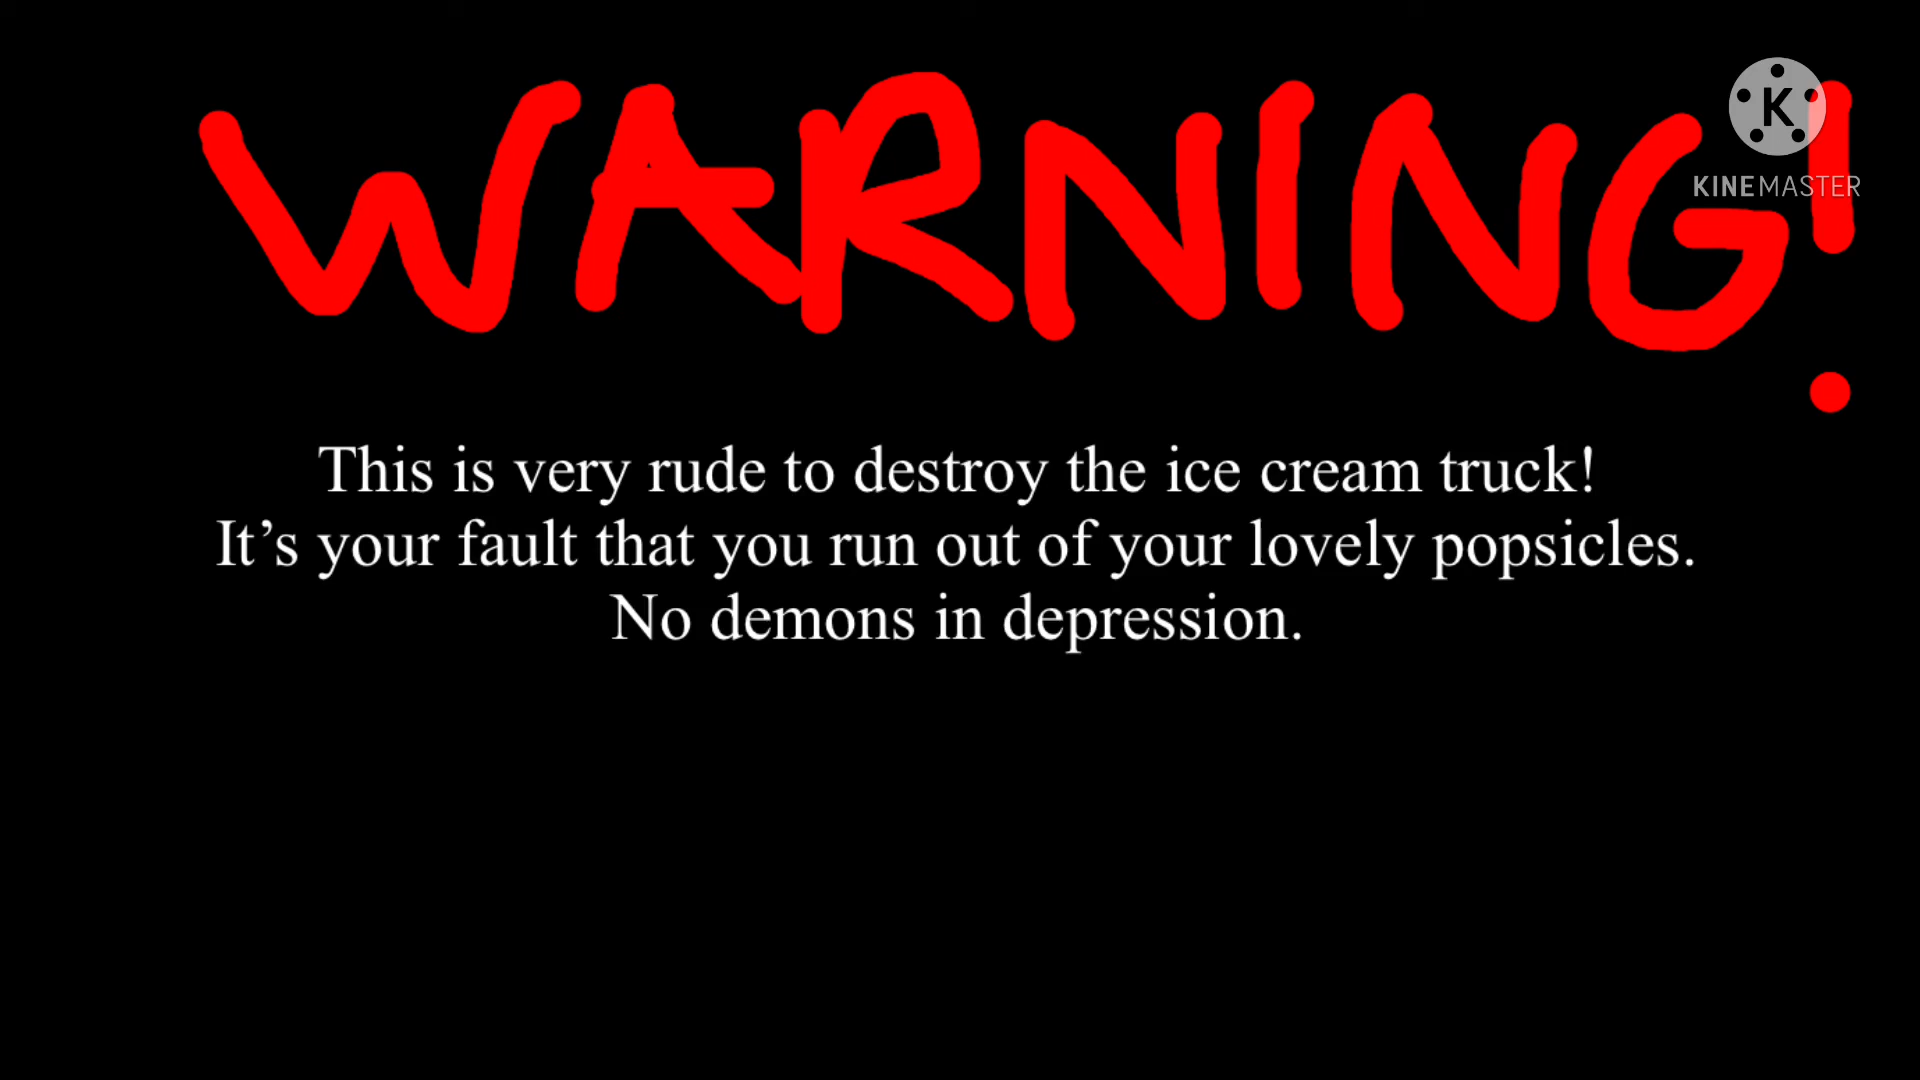 WARNING!
K
KINEMASTER
This is very rude to destroy the ice cream truck!
It’s your fault that you run out of your lovely popsicles.
No demons in depression.